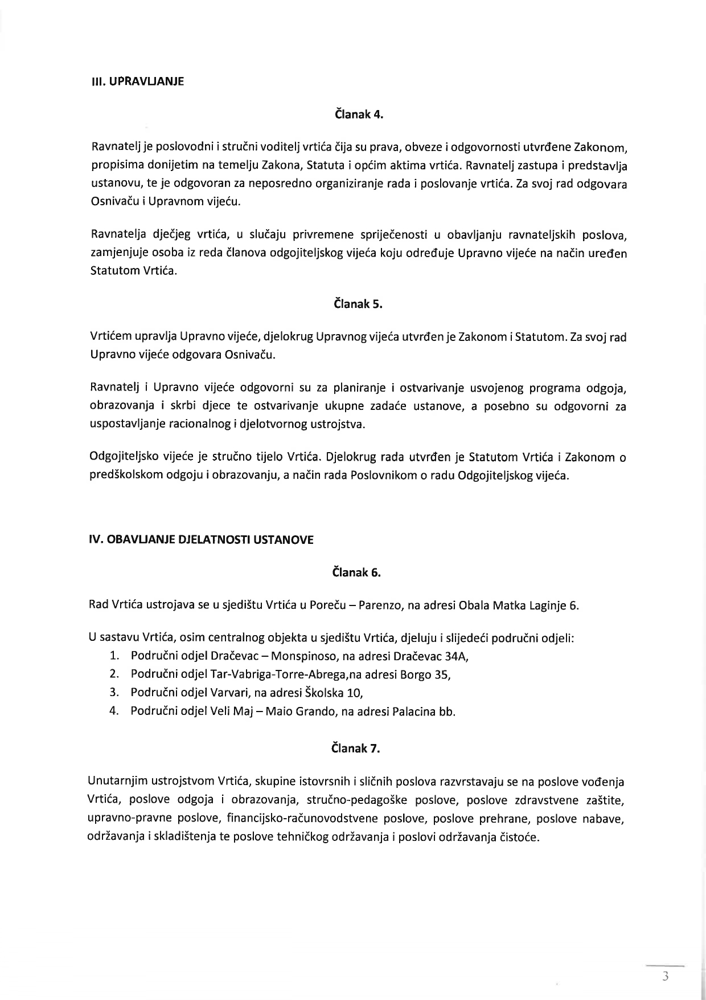 III. UPRAVLJANJE
Članak 4.
Ravnatelj je poslovodni i stručni voditelj vrtića čija su prava, obveze i odgovornosti utvrđene Zakonom,
propisima donijetim na temelju Zakona, Statuta i općim aktima vrtića. Ravnatelj zastupa i predstavlja
ustanovu, te je odgovoran za neposredno organiziranje rada i poslovanje vrtića. Za svoj rad odgovara
Osnivaču i Upravnom vijeću.
Ravnatelja dječjeg vrtića, u slučaju privremene spriječenosti u obavljanju ravnateljskih poslova,
zamjenjuje osoba iz reda članova odgojiteljskog vijeća koju određuje Upravno vijeće na način uređen
Statutom Vrtića.
Članak 5.
Vrtićem upravlja Upravno vijeće, djelokrug Upravnog vijeća utvrđen je Zakonom i Statutom. Za svoj rad
Upravno vijeće odgovara Osnivaču.
Ravnatelj i Upravno vijeće odgovorni su za planiranje i ostvarivanje usvojenog programa odgoja,
obrazovanja i skrbi djece te ostvarivanje ukupne zadaće ustanove, a posebno su odgovorni za
uspostavljanje racionalnog i djelotvornog ustrojstva.
Odgojiteljsko vijeće je stručno tijelo Vrtića. Djelokrug rada utvrđen je Statutom Vrtića i Zakonom o
predškolskom odgoju i obrazovanju, a način rada Poslovnikom o radu Odgojiteljskog vijeća.
IV. OBAVLJANJE DJELATNOSTI USTANOVE
Članak 6.
Rad Vrtića ustrojava se u sjedištu Vrtića u Poreču – Parenzo, na adresi Obala Matka Laginje 6.
U sastavu Vrtića, osim centralnog objekta u sjedištu Vrtića, djeluju i slijedeći područni odjeli:
1. Područni odjel Dračevac – Monspinoso, na adresi Dračevac 34A,
2. Područni odjel Tar-Vabriga-Torre-Abrega,na adresi Borgo 35,
3. Područni odjel Varvari, na adresi Školska 10,
4. Područni odjel Veli Maj – Maio Grando, na adresi Palacina bb.
Članak 7.
Unutarnjim ustrojstvom Vrtića, skupine istovrsnih i sličnih poslova razvrstavaju se na poslove vođenja
Vrtića, poslove odgoja i obrazovanja, stručno-pedagoške poslove, poslove zdravstvene zaštite,
upravno-pravne poslove, financijsko-računovodstvene poslove, poslove prehrane, poslove nabave,
održavanja i skladištenja te poslove tehničkog održavanja i poslovi održavanja čistoće.
3